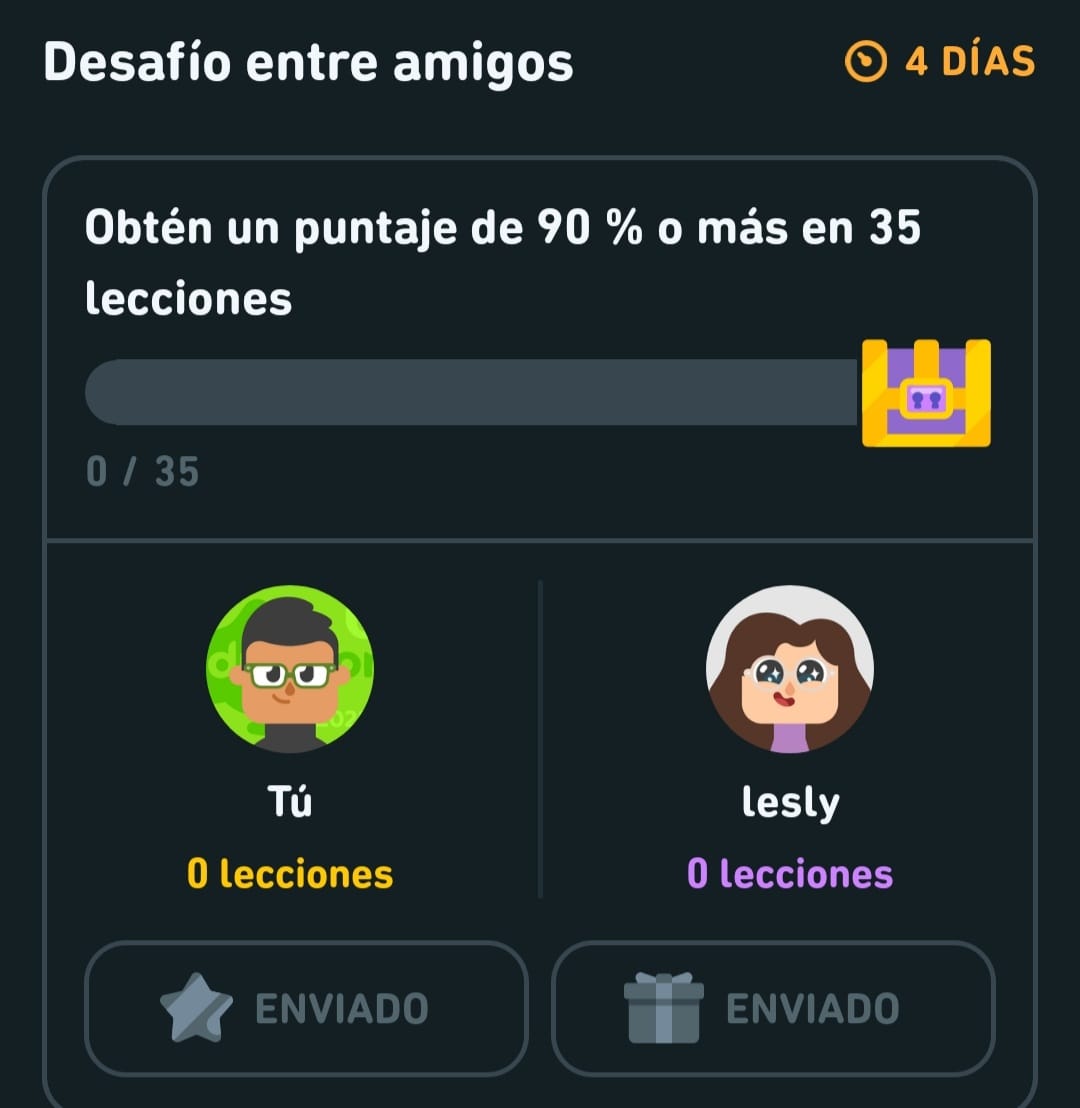 Desafío entre amigos
4 DÍAS
Obtén un puntaje de 90 % o más en 35
lecciones
0 / 35
Tú
lesly
0 lecciones
0 lecciones
ENVIADO
ENVIADO